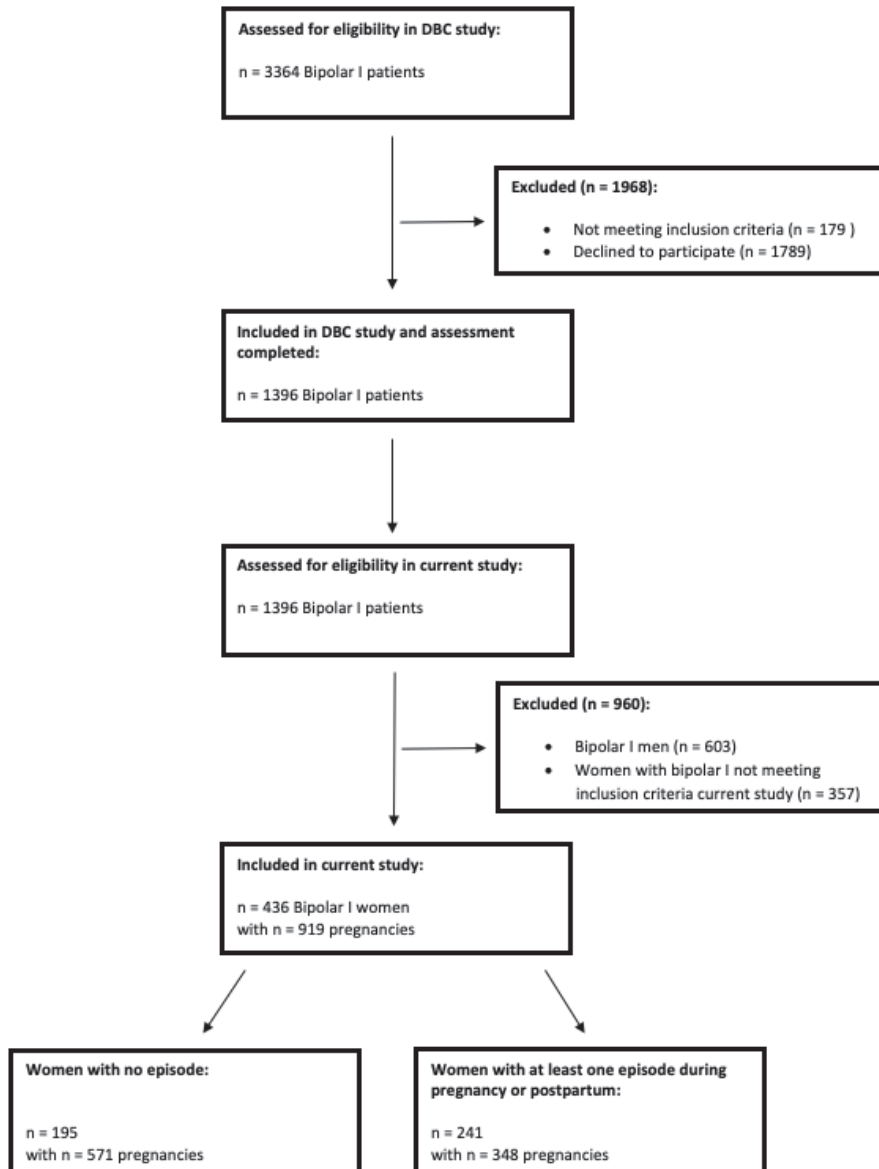 Assessed for eligibility in DBC study:
n = 3364 Bipolar I patients
Excluded (n = 1968):
• Not meeting inclusion criteria (n = 179 )
• Declined to participate (n = 1789)
Included in DBC study and assessment
completed:
n = 1396 Bipolar I patients
Assessed for eligibility in current study:
n = 1396 Bipolar I patients
Excluded (n = 960):
• Bipolar I men (n = 603)
• Women with bipolar I not meeting
inclusion criteria current study (n = 357)
Included in current study:
n = 436 Bipolar I women
with n = 919 pregnancies
Women with no episode:
n = 195
with n = 571 pregnancies
Women with at least one episode during
pregnancy or postpartum:
n = 241
with n = 348 pregnancies